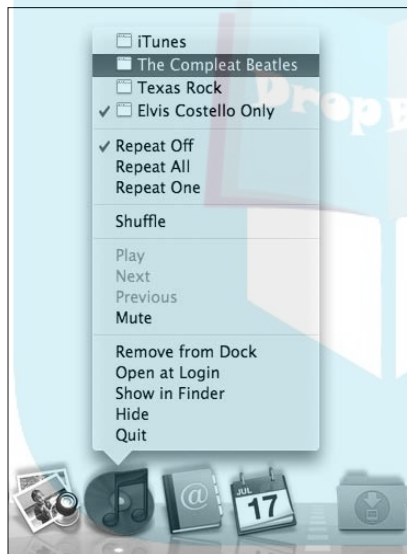 iTunes
The Compleat Beatles
Texas Rock
Elvis Costello Only
Repeat Off
Repeat All
Repeat One
Shuffle
Play
Next
Previous
Mute
Remove from Dock
Open at Login
Show in Finder
Hide
Quit
Drop B
@
JUL
17